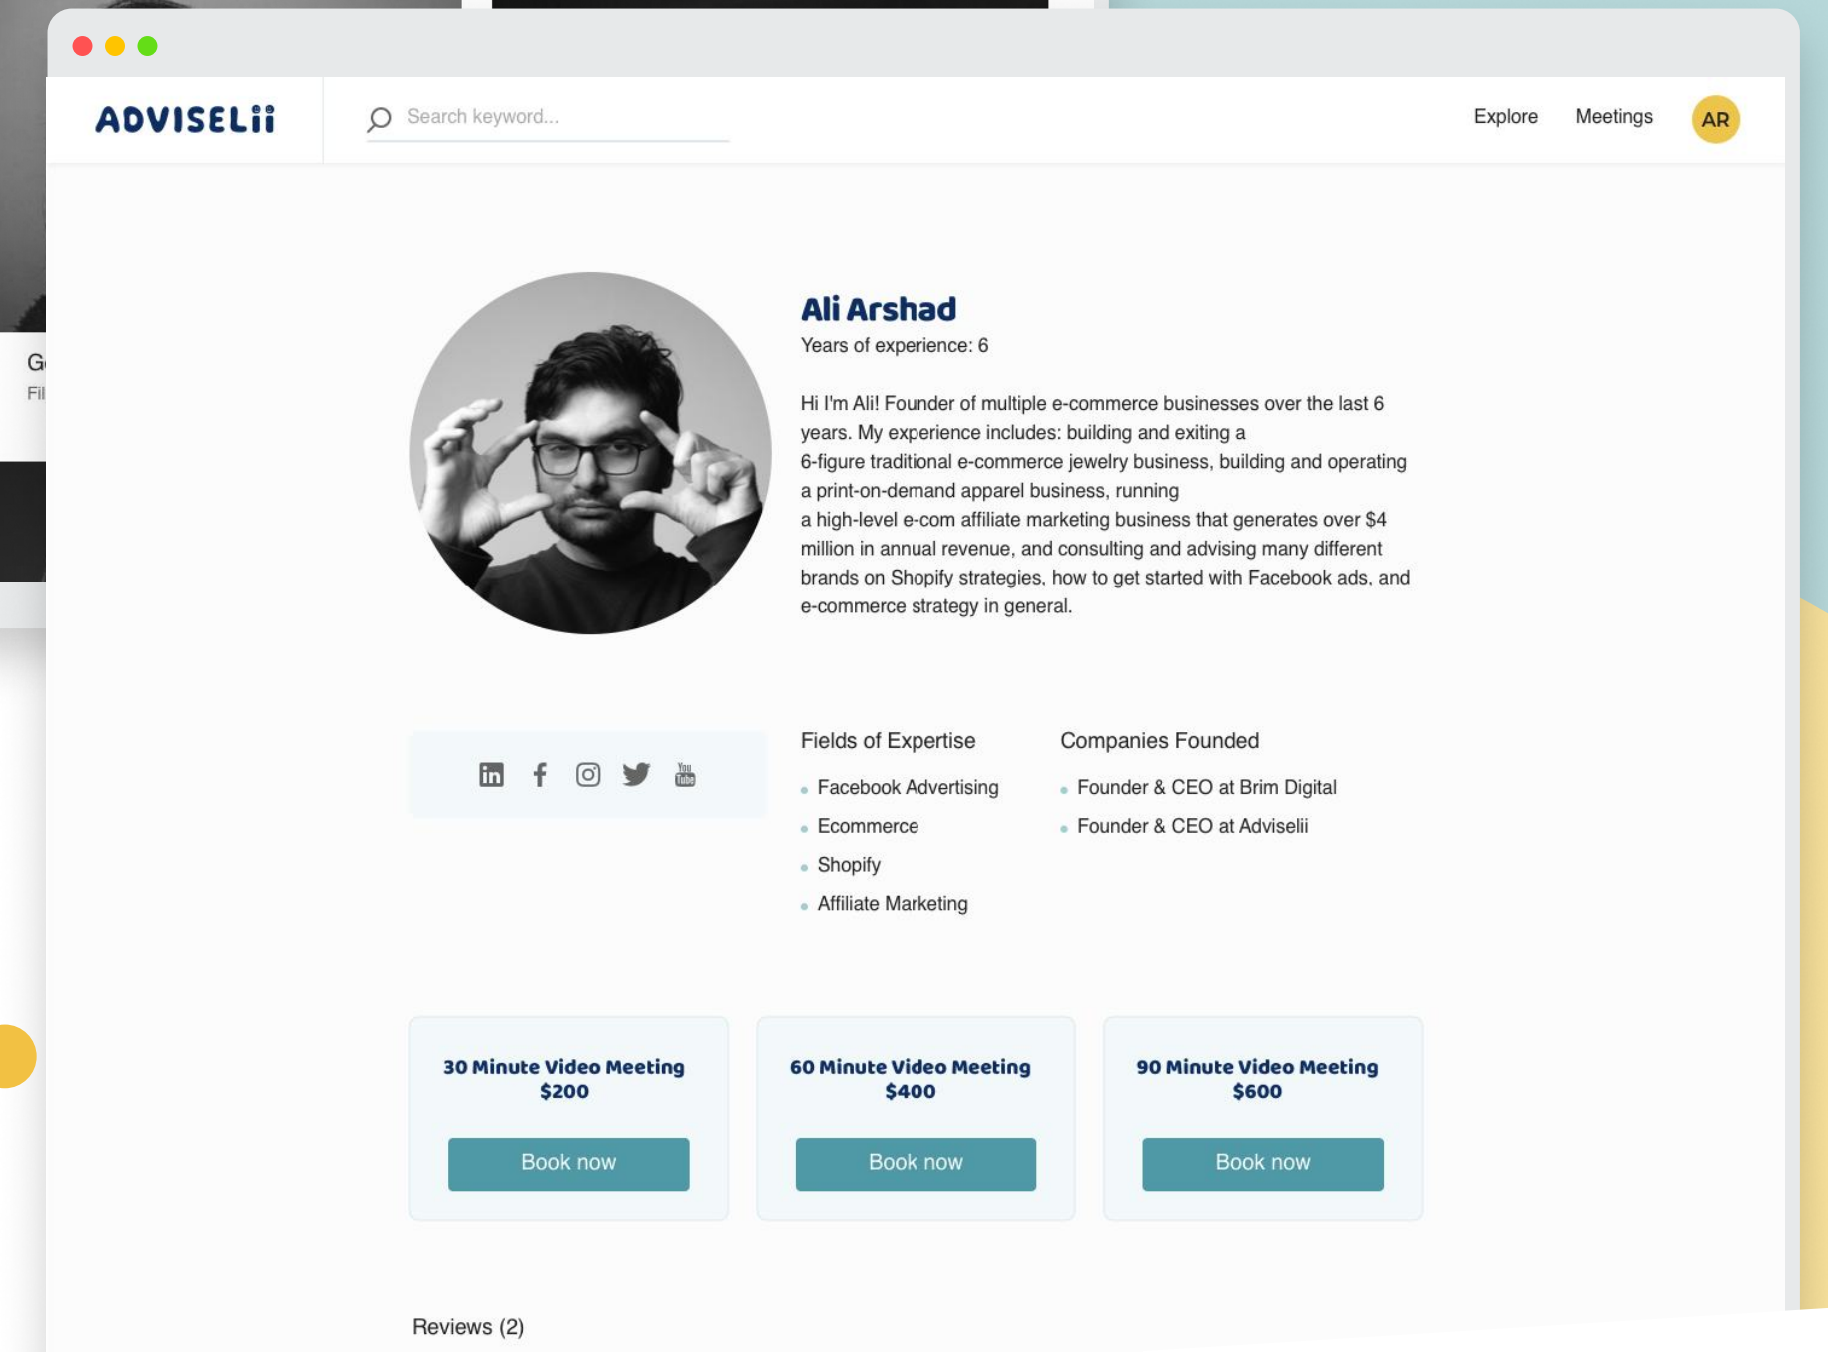 ADVISELii
Search keyword...
Explore
Meetings
AR
Ali Arshad
Years of experience: 6
Hi I'm Ali! Founder of multiple e-commerce businesses over the last 6
years. My experience includes: building and exiting a
6-figure traditional e-commerce jewelry business, building and operating
a print-on-demand apparel business, running
a high-level e-com affiliate marketing business that generates over $4
million in annual revenue, and consulting and advising many different
brands on Shopify strategies, how to get started with Facebook ads, and
e-commerce strategy in general.
in
f
You
Tube
Fields of Expertise
Facebook Advertising
Ecommerce
Shopify
Affiliate Marketing
Companies Founded
Founder & CEO at Brim Digital
Founder & CEO at Adviselii
30 Minute Video Meeting
$200
Book now
60 Minute Video Meeting
$400
Book now
90 Minute Video Meeting
$600
Book now
Reviews (2)